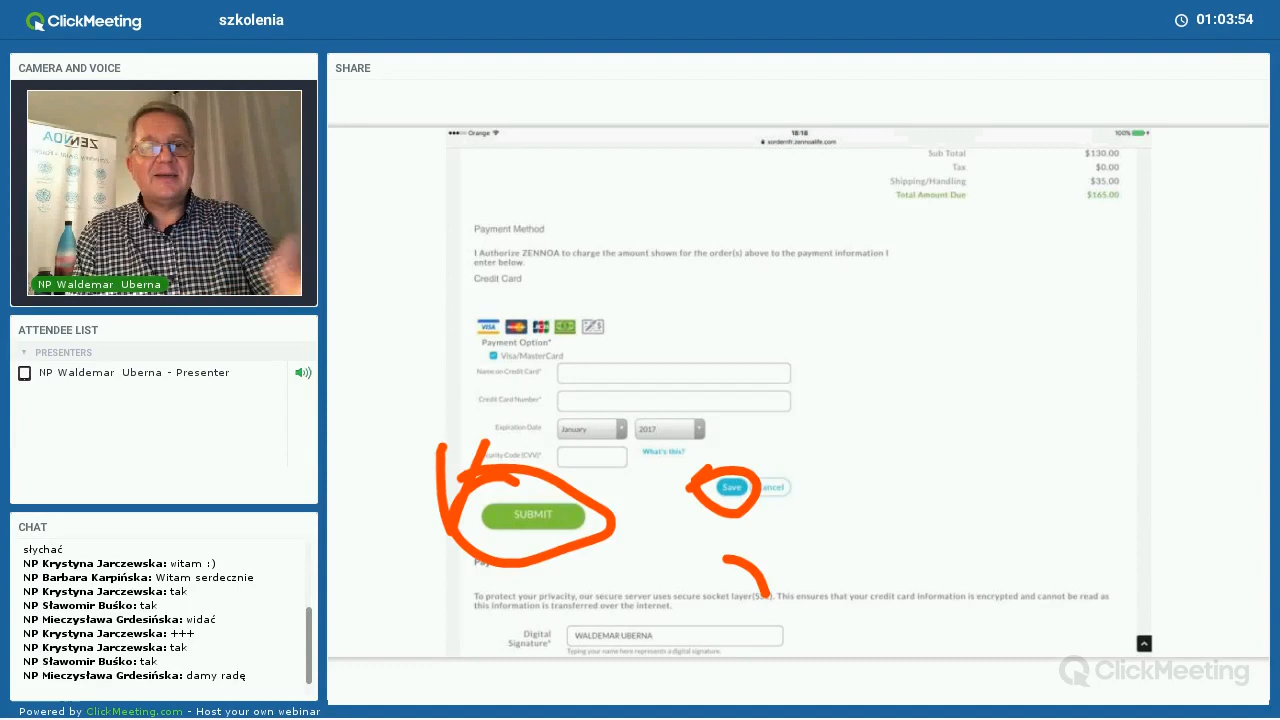 ClickMeeting
szkolenia
01:03:54
CAMERA AND VOICE
ZENNOA
NP Waldemar Uberna
ATTENDEE LIST
PRESENTERS
NP Waldemar Uberna - Presenter
CHAT
słychać
NP Krystyna Jarczewska: witam :)
NP Barbara Karpińska: Witam serdecznie
NP Krystyna Jarczewska: tak
NP Sławomir Buśko: tak
NP Mieczysława Grdesińska: widać
NP Krystyna Jarczewska: +++
NP Krystyna Jarczewska: tak
NP Sławomir Buśko: tak
NP Mieczysława Grdesińska: damy radę
Powered by ClickMeeting.com - Host your own webinar
SHARE
Orange
18:18
100%
Sub Total $130.00
Tax $0.00
Shipping/Handling $35.00
Total Amount Due $165.00
Payment Method
I Authorize ZENNOA to charge the amount shown for the order(s) above to the payment information I
enter below.
Credit Card
VISA
Payment Option*
Visa/MasterCard
Name on Credit Card*
Credit Card Number*
Expiration Date January 2017
(CVV)* What's this?
Save
SUBMIT
To protect your privacity, our secure server uses secure socket layer This ensures that your credit card information is encrypted and cannot be read as
this information is transferred over the internet.
Digital
Signature*
WALDEMAR UBERNA
Typing your name here represents a digital signature.
ClickMeeting